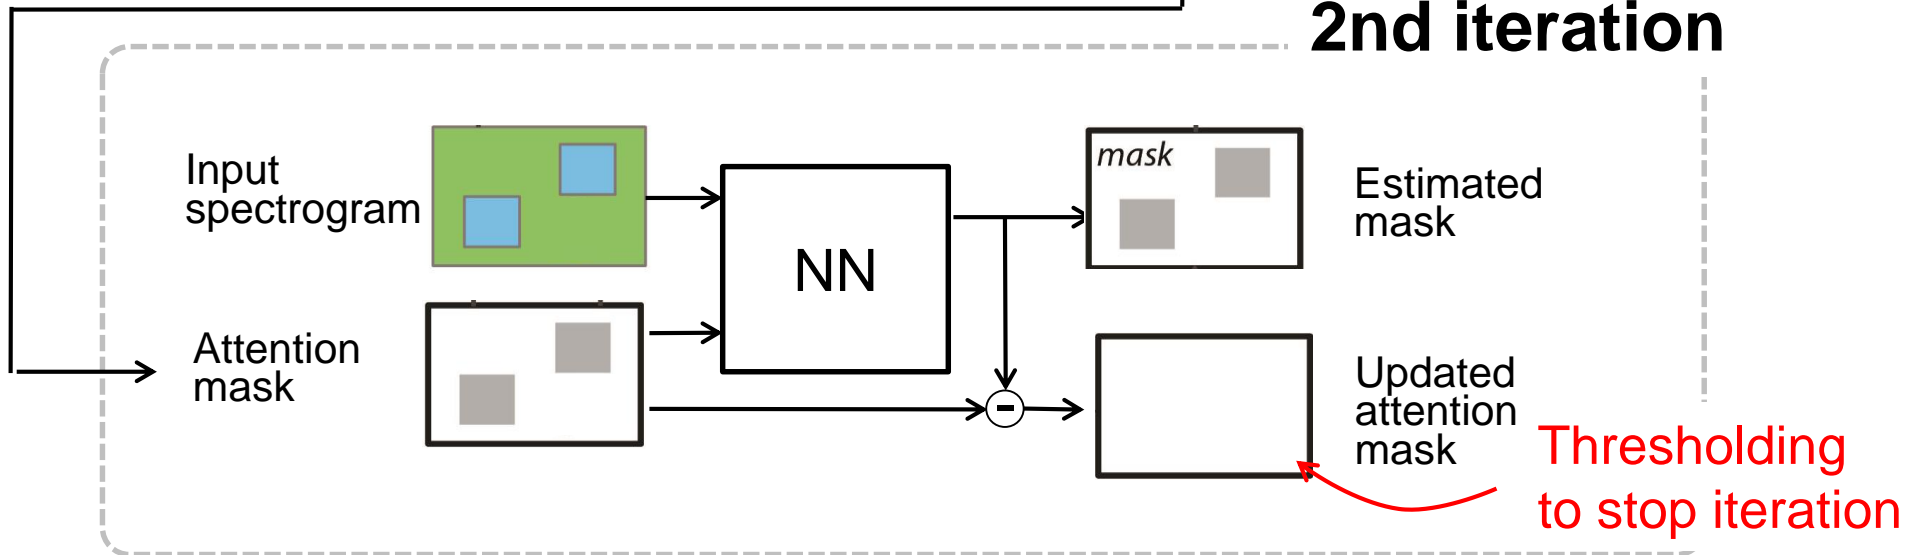 2nd iteration
Input
spectrogram
mask
Estimated
mask
NN
Attention
mask
-
Updated
attention
mask
Thresholding
to stop iteration